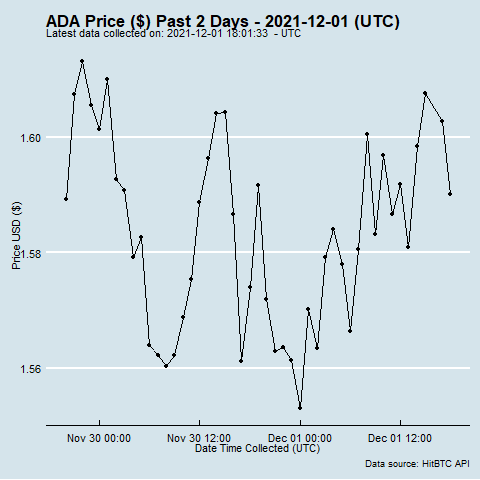 ADA Price ($) Past 2 Days - 2021-12-01 (UTC)
Latest data collected on: 2021-12-01 18:01:33 - UTC
Price USD ($)
1.60
1.58
1.56
Nov 30 00:00 Nov 30 12:00 Dec 01 00:00 Dec 01 12:00
Date Time Collected (UTC)
Data source: HitBTC API